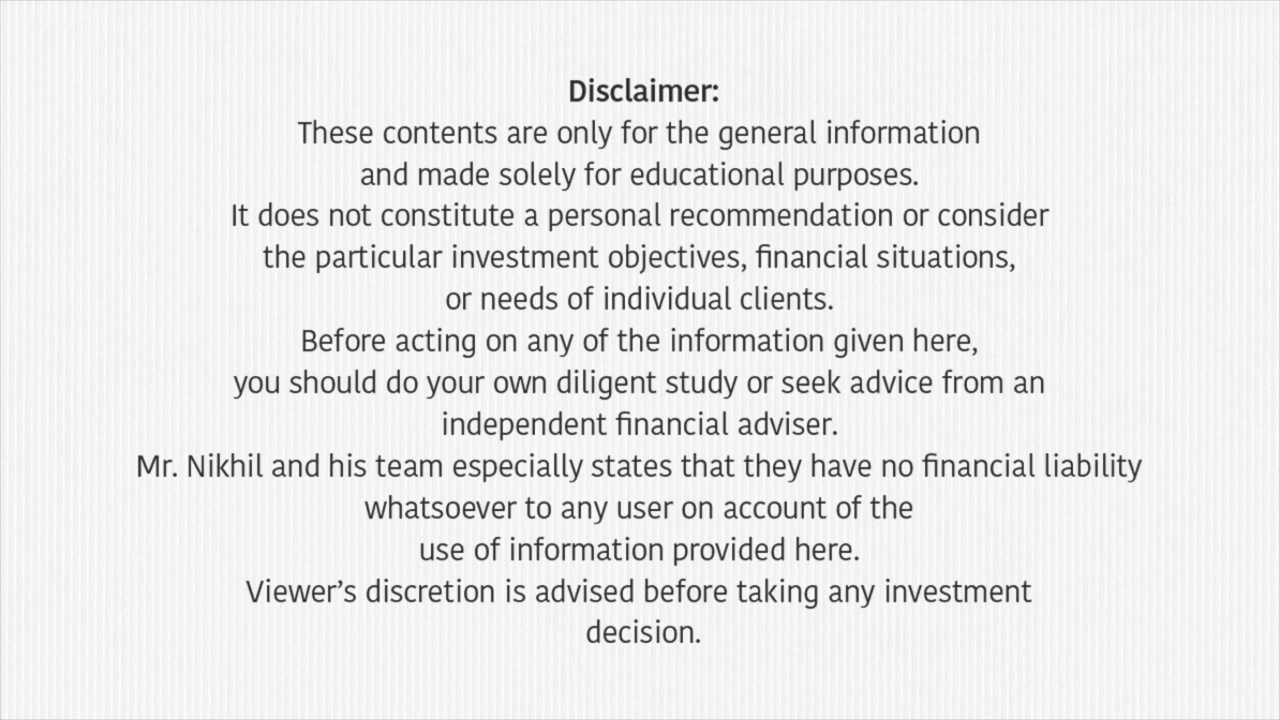 Disclaimer:
These contents are only for the general information
and made solely for educational purposes.
It does not constitute a personal recommendation or consider
the particular investment objectives, financial situations,
or needs of individual clients.
Before acting on any of the information given here,
you should do your own diligent study or seek advice from an
independent financial adviser.
Mr. Nikhil and his team especially states that they have no financial liability
whatsoever to any user on account of the
use of information provided here.
Viewer’s discretion is advised before taking any investment
decision.